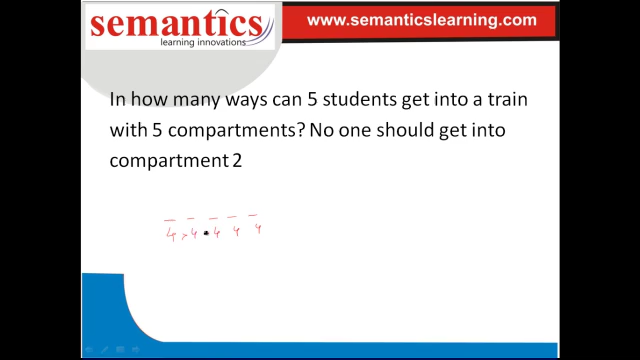 semantics
learning innovations
www.semanticslearning.com
In how many ways can 5 students get into a train
with 5 compartments? No one should get into
compartment 2
4 × 4 4 4 4